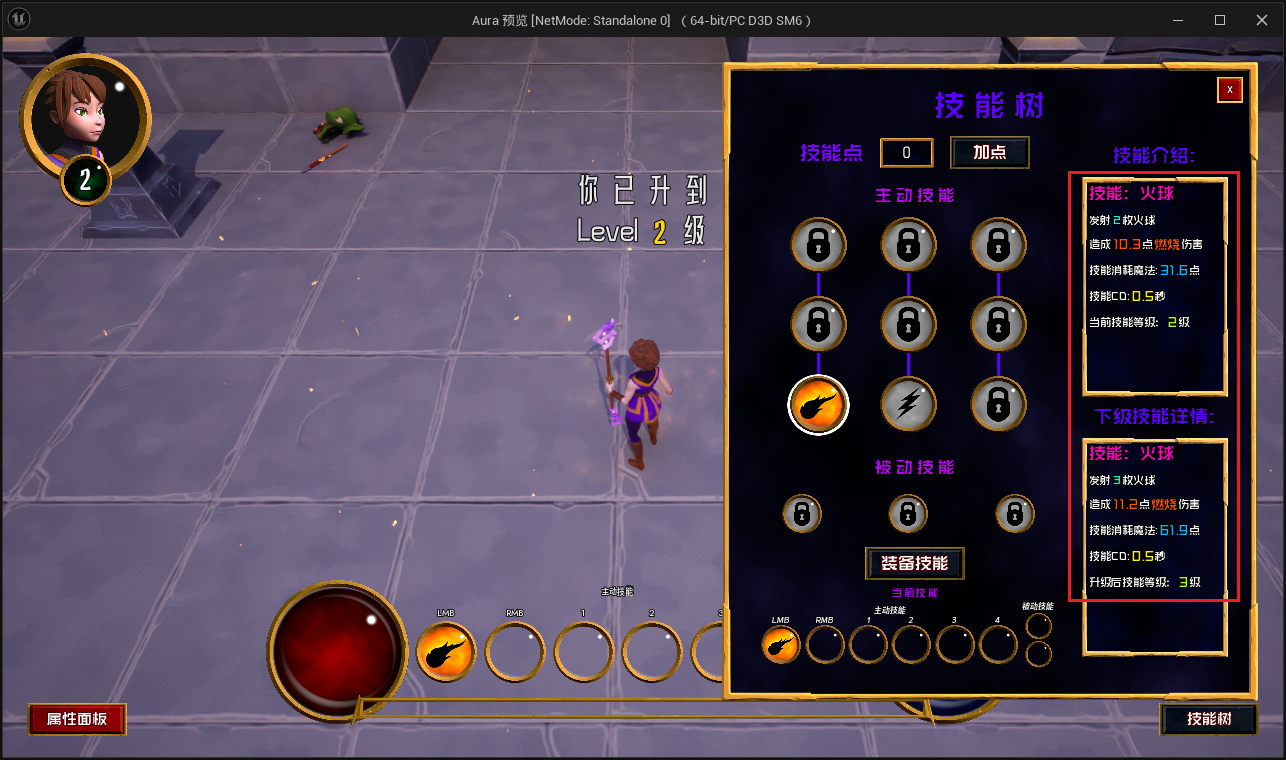 Aura 预览 [NetMode: Standalone 0] ( 64-bit/PC D3D SM6 )
2
你已升到
Level 2 级
x
技能树
技能点 0 加点
主动技能
被动技能
装备技能
当前技能
主动技能
被动技能
LMB RMB 1 2 3 4
技能介绍:
技能: 火球
发射 2 枚火球
造成 10.3 点 燃烧 伤害
技能消耗魔法: 31.6 点
技能CD: 0.5 秒
当前技能等级: 2 级
下级技能详情:
技能: 火球
发射 3 枚火球
造成 11.2 点 燃烧 伤害
技能消耗魔法: 61.9 点
技能CD: 0.5 秒
升级后技能等级: 3 级
主动技能
LMB RMB 1 2 3
属性面板
技能树